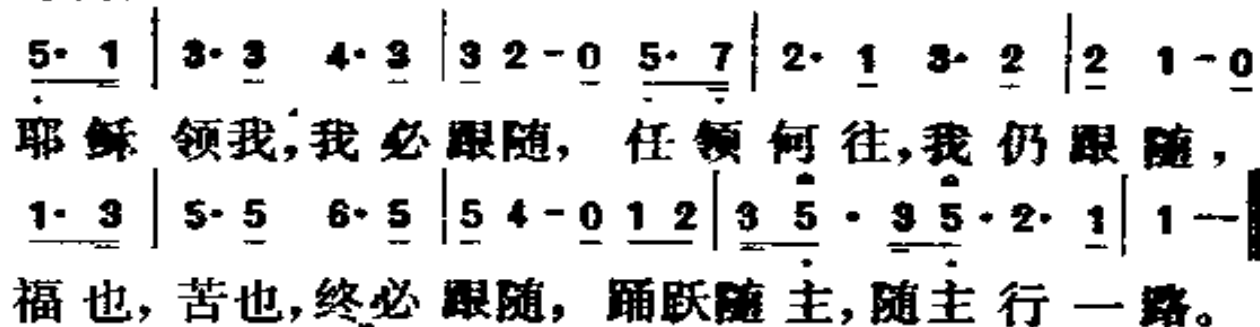 5· 1 | 3· 3 4· 3 | 3 2 - 0 5· 7 | 2· 1 3· 2 | 2 1 - 0
耶稣 领我,我必跟随, 任领何往,我仍跟随,
1· 3 | 5· 5 6· 5 | 5 4 - 0 1 2 | 3 5 · 3 5 · 2· 1 | 1 - -
福也,苦也,终必跟随, 踊跃随主,随主行一路。